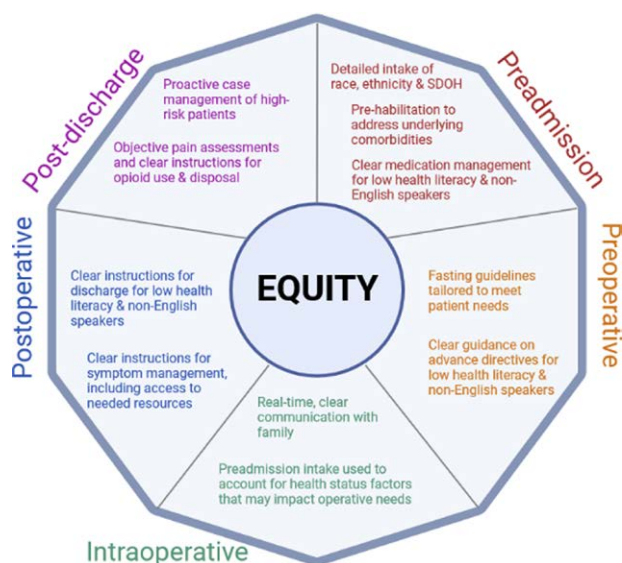 Preadmission
Detailed intake of
race, ethnicity & SDOH
Pre-habilitation to
address underlying
comorbidities
Clear medication management
for low health literacy & non-
English speakers
Preoperative
Fasting guidelines
tailored to meet
patient needs
Clear guidance on
advance directives for
low health literacy &
non-English speakers
Intraoperative
Real-time, clear
communication with
family
Preadmission intake used to
account for health status factors
that may impact operative needs
Postoperative
Clear instructions for
discharge for low health
literacy & non-English
speakers
Clear instructions for
symptom management,
including access to
needed resources
Post-discharge
Proactive case
management of high-
risk patients
Objective pain assessments
and clear instructions for
opioid use & disposal
EQUITY